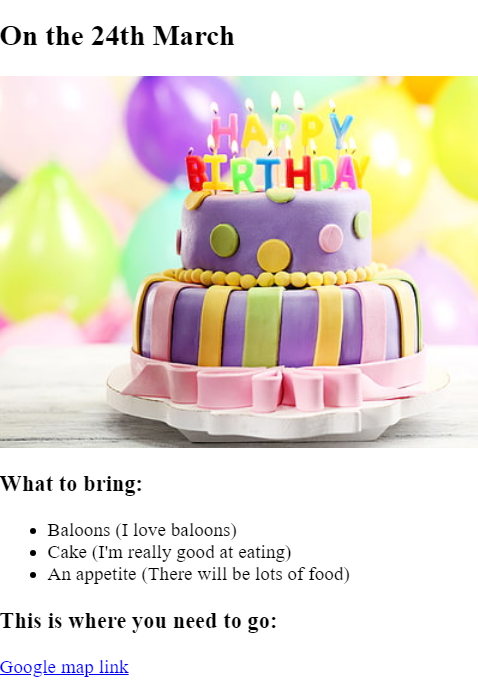 On the 24th March
HAPPY
BIRTHDAY
What to bring:
Baloons (I love baloons)
Cake (I'm really good at eating)
An appetite (There will be lots of food)
This is where you need to go:
Google map link